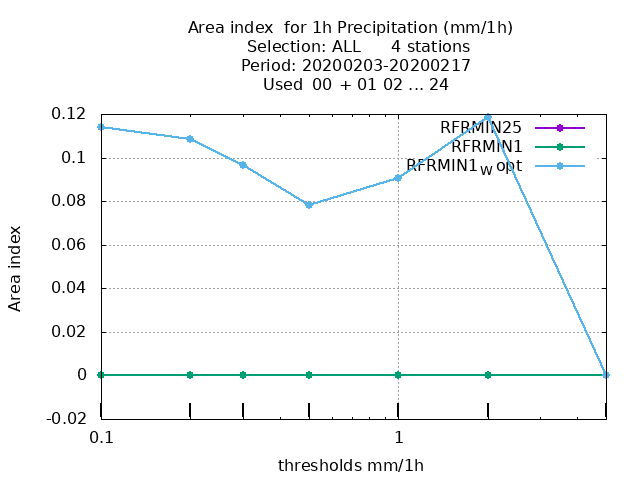 Area index  for 1h Precipitation (mm/1h)
Selection: ALL      4 stations
Period: 20200203-20200217
Used  00  + 01 02 ... 24
RFRMIN25
RFRMIN1
RFRMIN1W opt
0.12
0.1
0.08
0.06
0.04
0.02
0
-0.02
Area index
0.1
1
thresholds mm/1h